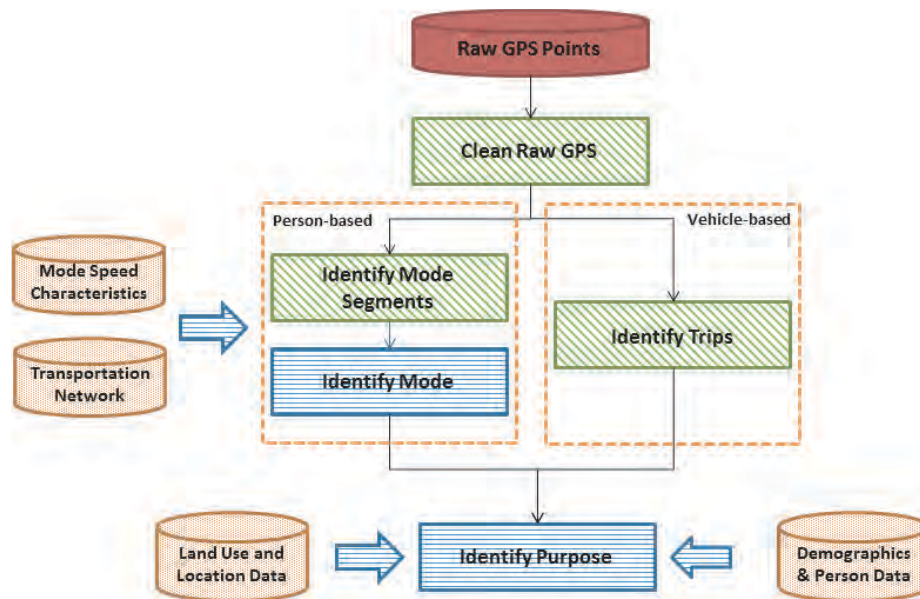 Raw GPS Points
Clean Raw GPS
Person-based
Vehicle-based
Mode Speed
Characteristics
Identify Mode
Segments
Identify Trips
Transportation
Network
Identify Mode
Land Use and
Location Data
Identify Purpose
Demographics
& Person Data